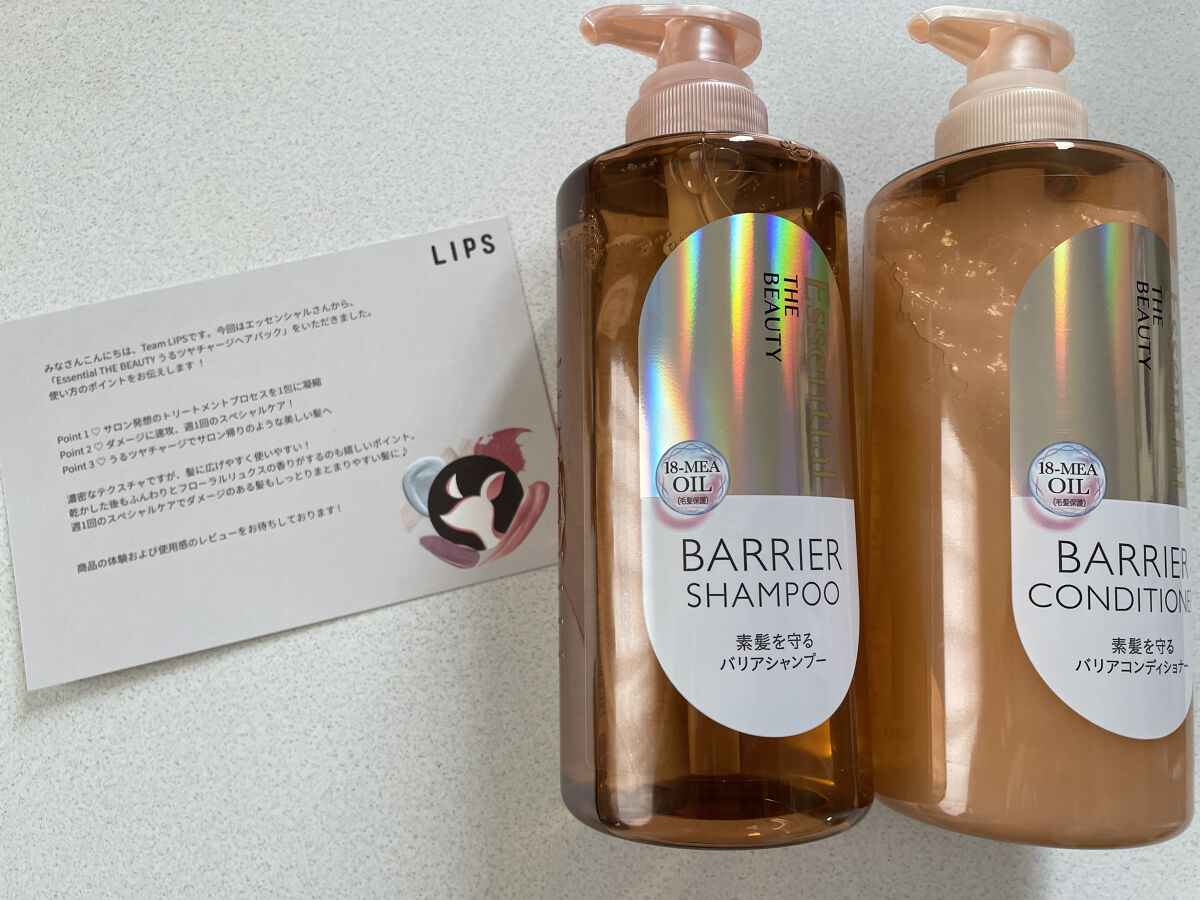 LIPS
みなさんこんにちは、Team LIPSです。今回はエッセンシャルさんから、
「Essential THE BEAUTY うるツヤチャージヘアパック」をいただきました。
使い方のポイントをお伝えします！
Point 1 ♡ サロン発想のトリートメントプロセスを1包に凝縮
Point 2 ♡ ダメージに速攻、週1回のスペシャルケア！
Point 3 ♡ うるツヤチャージでサロン帰りのような美しい髪へ
濃密なテクスチャですが、髪に広げやすく使いやすい！
乾かした後もふんわりとフローラルリュクスの香りがするのも嬉しいポイント。
週1回のスペシャルケアでダメージのある髪もしっとりまとまりやすい髪に♪
商品の体験および使用感のレビューをお待ちしております！
Essential
THE
BEAUTY
18-MEA
OIL
(毛髪保護)
BARRIER
SHAMPOO
素髪を守る
バリアシャンプー
Essential
THE
BEAUTY
18-MEA
OIL
(毛髪保護)
BARRIER
CONDITIONE
素髪を守る
バリアコンディショナー